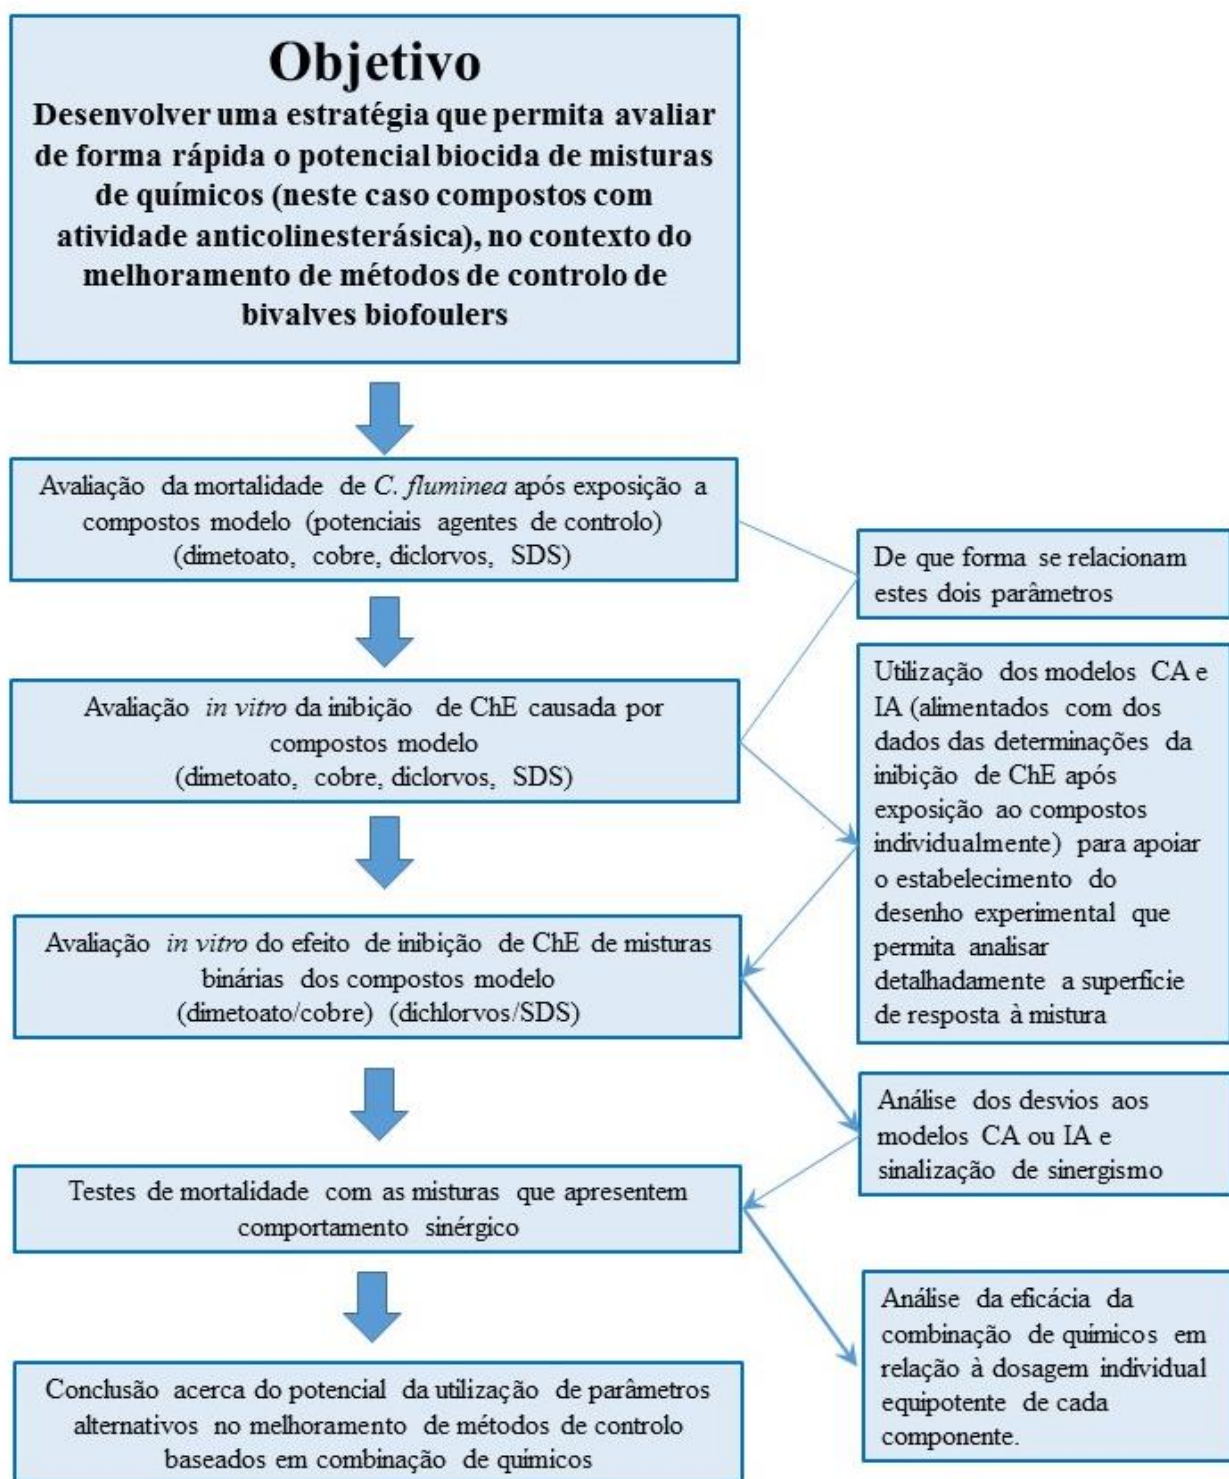 Objetivo
Desenvolver uma estratégia que permita avaliar
de forma rápida o potencial biocida de misturas
de químicos (neste caso compostos com
atividade anticolinesterásica), no contexto do
melhoramento de métodos de controlo de
bivalves biofoulers
Avaliação da mortalidade de C. fluminea após exposição a
compostos modelo (potenciais agentes de controlo)
(dimetoato, cobre, diclorvos, SDS)
De que forma se relacionam
estes dois parâmetros
Avaliação in vitro da inibição de ChE causada por
compostos modelo
(dimetoato, cobre, diclorvos, SDS)
Utilização dos modelos CA e
IA (alimentados com dos
dados das determinações da
inibição de ChE após
exposição ao compostos
individualmente) para apoiar
o estabelecimento do
desenho experimental que
permita analisar
detalhadamente a superfície
de resposta à mistura
Avaliação in vitro do efeito de inibição de ChE de misturas
binárias dos compostos modelo
(dimetoato/cobre) (dichlorvos/SDS)
Análise dos desvios aos
modelos CA ou IA e
sinalização de sinergismo
Testes de mortalidade com as misturas que apresentem
comportamento sinérgico
Análise da eficácia da
combinação de químicos em
relação à dosagem individual
equipotente de cada
componente.
Conclusão acerca do potencial da utilização de parâmetros
alternativos no melhoramento de métodos de controlo
baseados em combinação de químicos